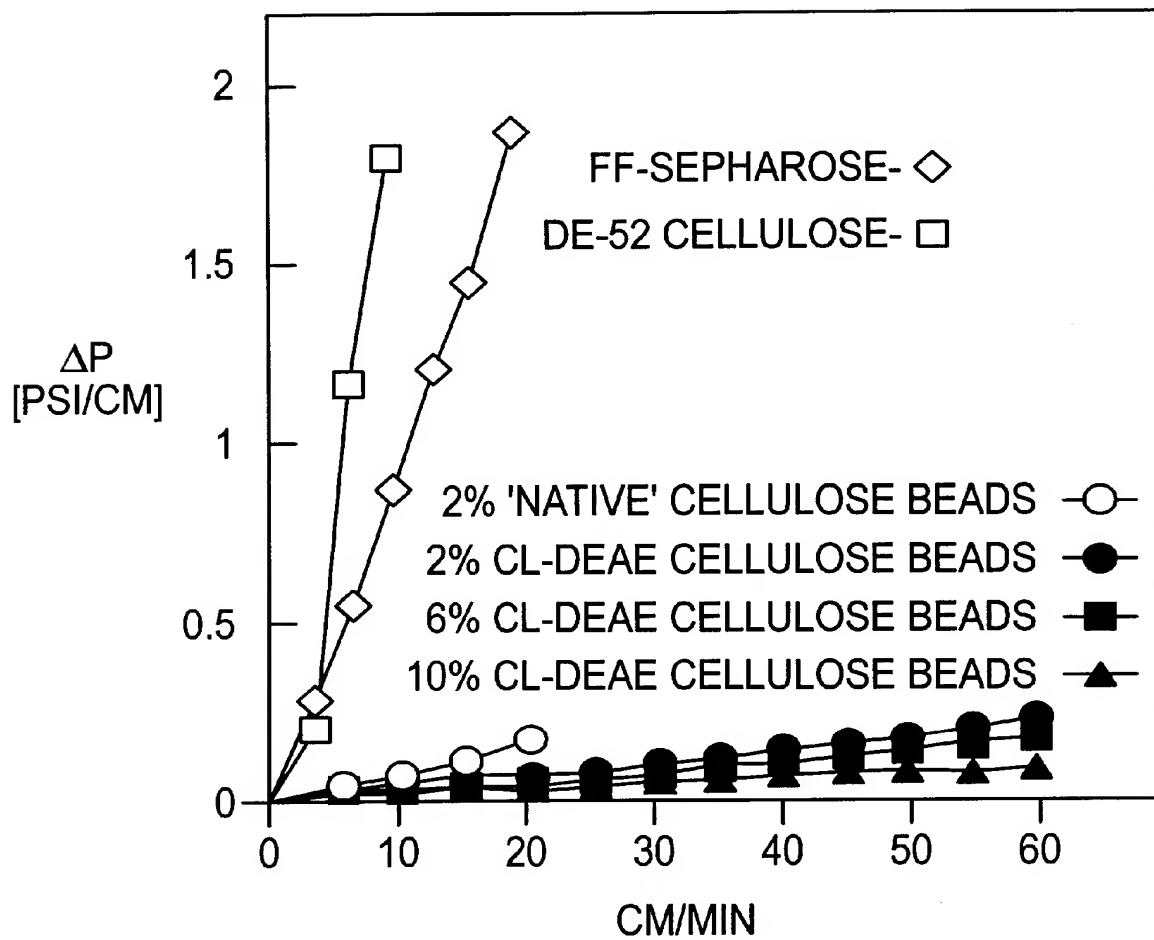 2
FF-SEPHAROSE-
DE-52 CELLULOSE-
1.5
ΔP
[PSI/CM]
1
2% 'NATIVE' CELLULOSE BEADS
2% CL-DEAE CELLULOSE BEADS
0.5
6% CL-DEAE CELLULOSE BEADS
10% CL-DEAE CELLULOSE BEADS
0
0 10 20 30 40 50 60
CM/MIN